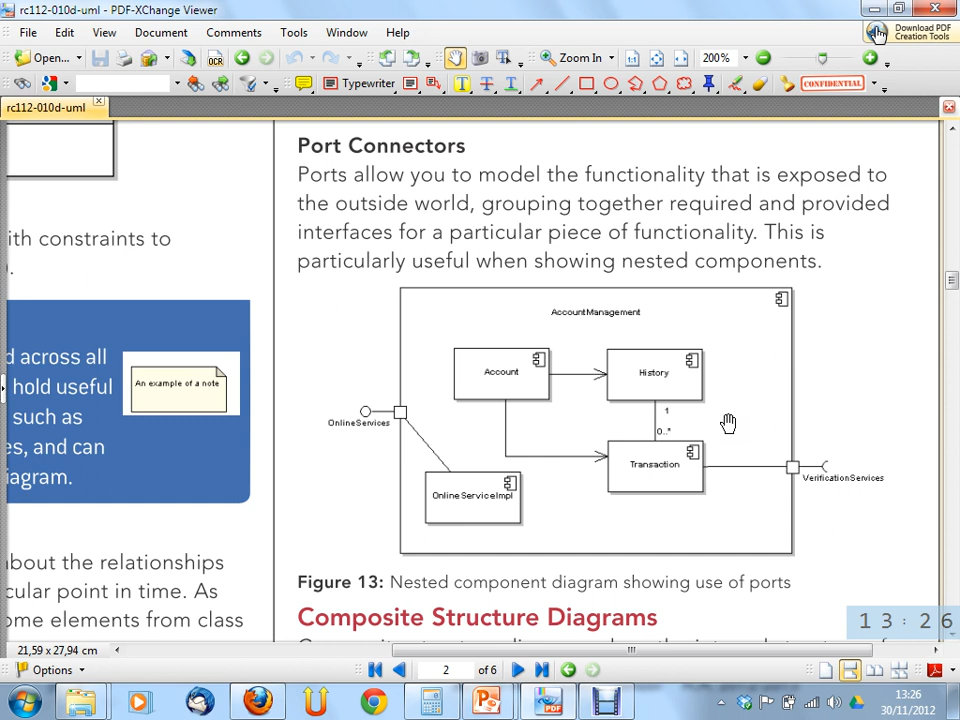 rc112-010d-uml - PDF-XChange Viewer
File Edit View Document Comments Tools Window Help
Download PDF
Creation Tools
Open... OCR Zoom In 200%
Typewriter CONFIDENTIAL
rc112-010d-uml
ith constraints to
).
d across all
hold useful
such as
es, and can
iagram.
An example of a note
about the relationships
cular point in time. As
ome elements from class
Port Connectors
Ports allow you to model the functionality that is exposed to
the outside world, grouping together required and provided
interfaces for a particular piece of functionality. This is
particularly useful when showing nested components.
AccountManagement
Account
History
1
0..*
OnlineServices
Transaction
VerificationServices
OnlineServiceImpl
Figure 13: Nested component diagram showing use of ports
Composite Structure Diagrams
13:26
21,59 x 27,94 cm
Options 2 of 6
PDF
13:26
30/11/2012